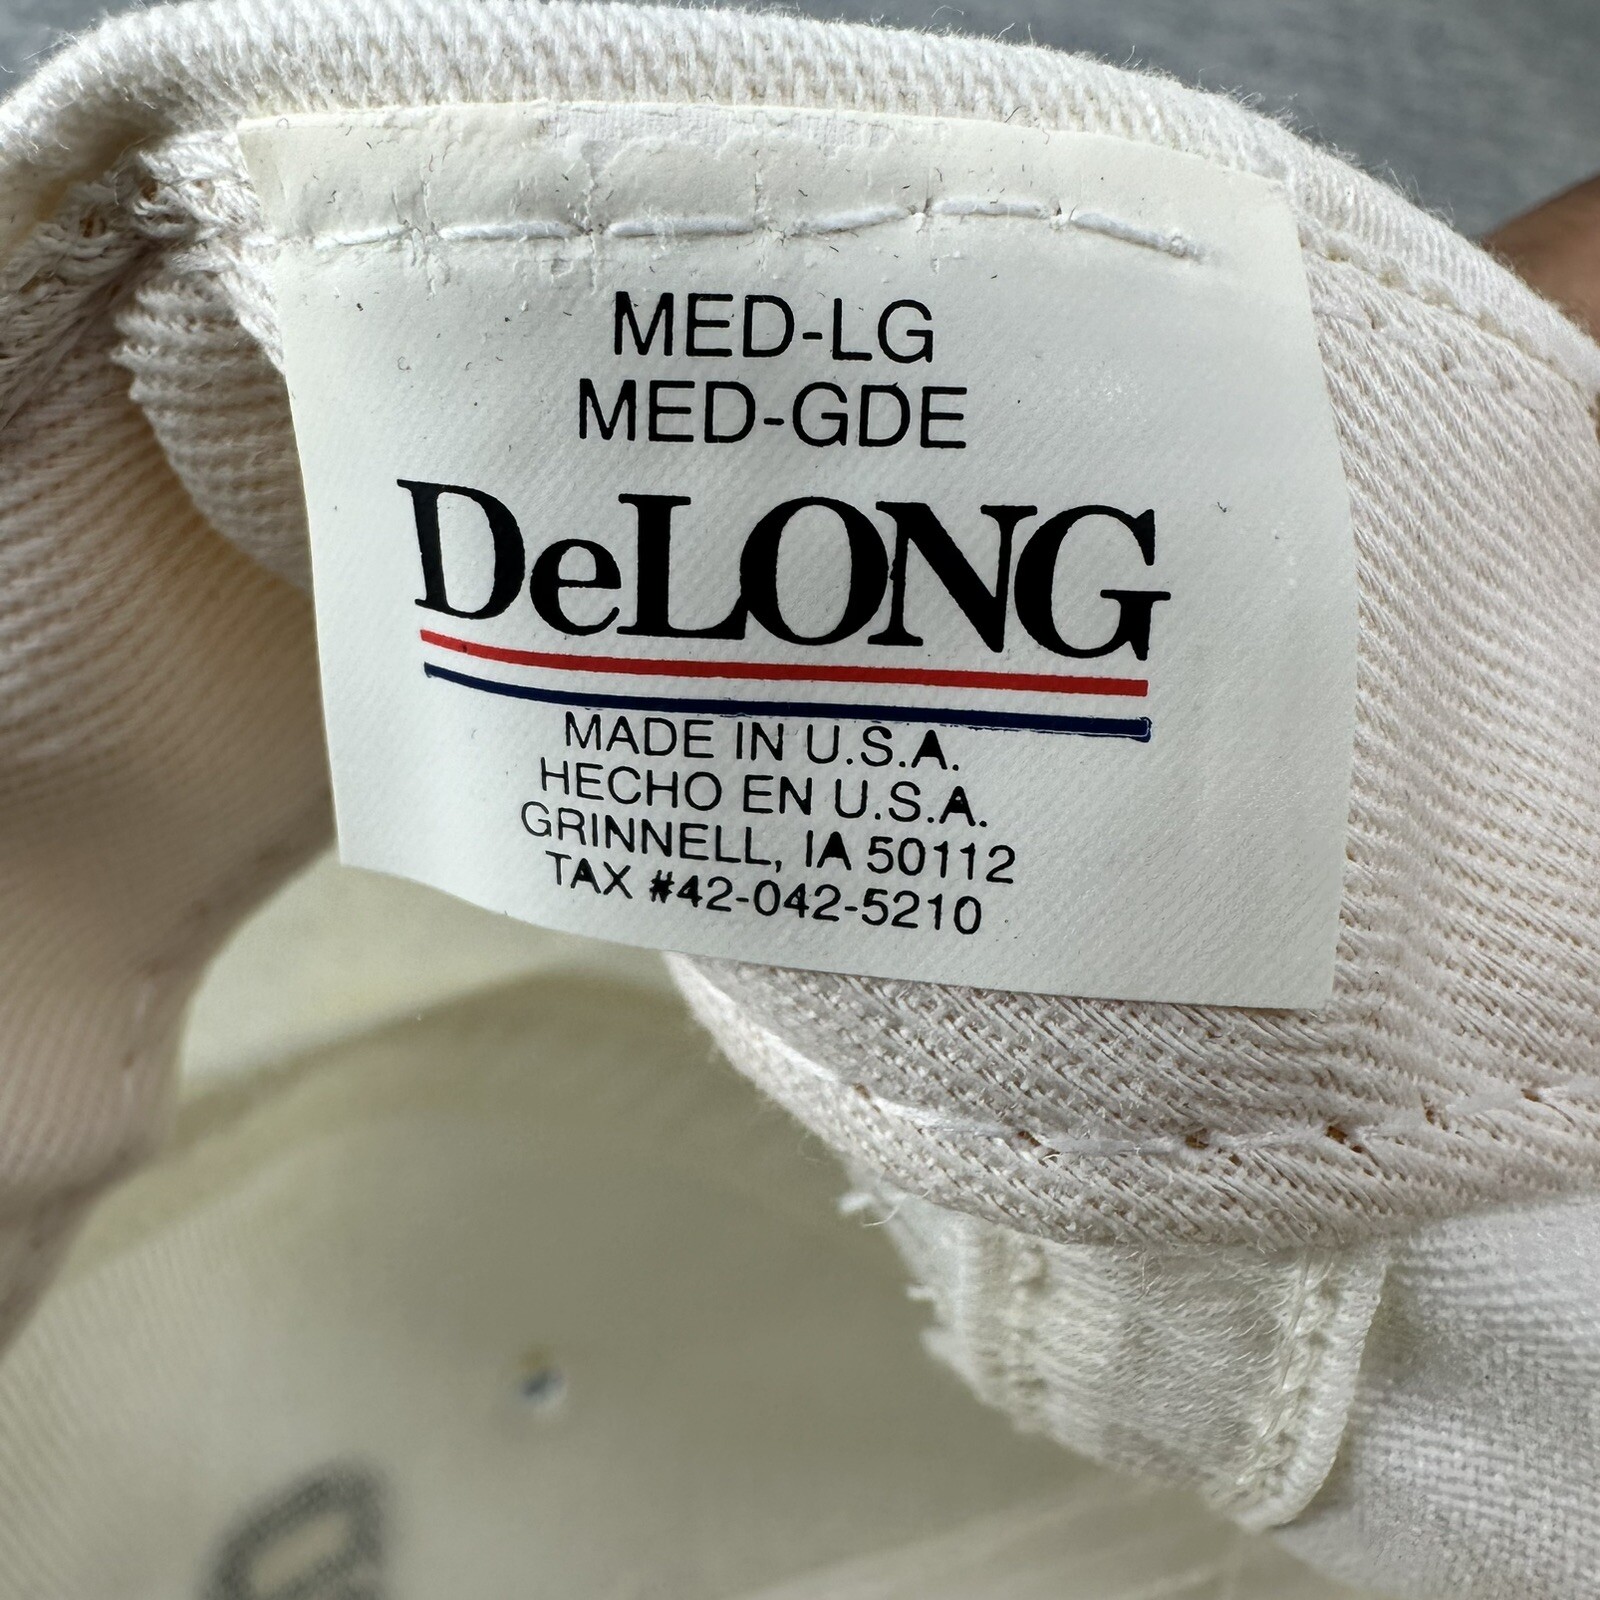 MED-LG
MED-GDE
DeLONG
MADE IN U.S.A.
HECHO EN U.S.A.
GRINNELL, IA 50112
TAX #42-042-5210